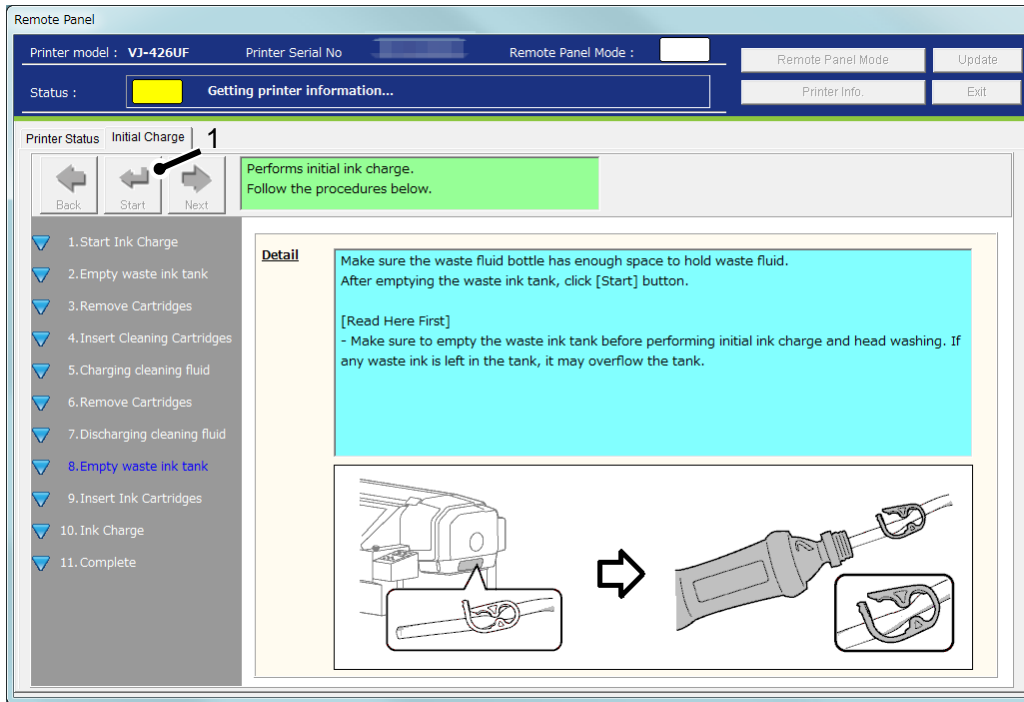 Remote Panel
Printer model : VJ-426UF Printer Serial No Remote Panel Mode :
Remote Panel Mode Update
Status : Getting printer information...
Printer Info. Exit
Printer Status Initial Charge 1
Back Start Next
Performs initial ink charge.
Follow the procedures below.
1.Start Ink Charge
2.Empty waste ink tank
3.Remove Cartridges
4.Insert Cleaning Cartridges
5.Charging cleaning fluid
6.Remove Cartridges
7.Discharging cleaning fluid
8.Empty waste ink tank
9.Insert Ink Cartridges
10.Ink Charge
11.Complete
Detail
Make sure the waste fluid bottle has enough space to hold waste fluid.
After emptying the waste ink tank, click [Start] button.
[Read Here First]
- Make sure to empty the waste ink tank before performing initial ink charge and head washing. If
any waste ink is left in the tank, it may overflow the tank.